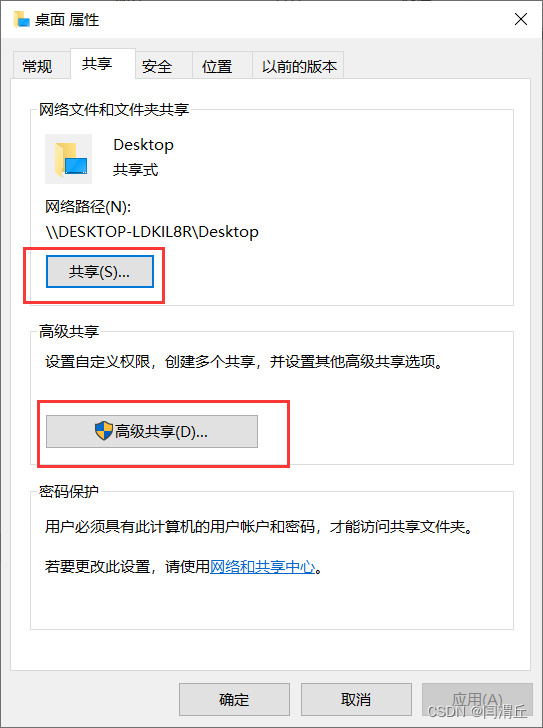 桌面 属性
常规 共享 安全 位置 以前的版本
网络文件和文件夹共享
Desktop
共享式
网络路径(N):
\\DESKTOP-LDKIL8R\Desktop
共享(S)...
高级共享
设置自定义权限，创建多个共享，并设置其他高级共享选项。
高级共享(D)...
密码保护
用户必须具有此计算机的用户帐户和密码，才能访问共享文件夹。
若要更改此设置，请使用网络和共享中心。
确定 取消 应用(A)
CSDN @闫渭丘